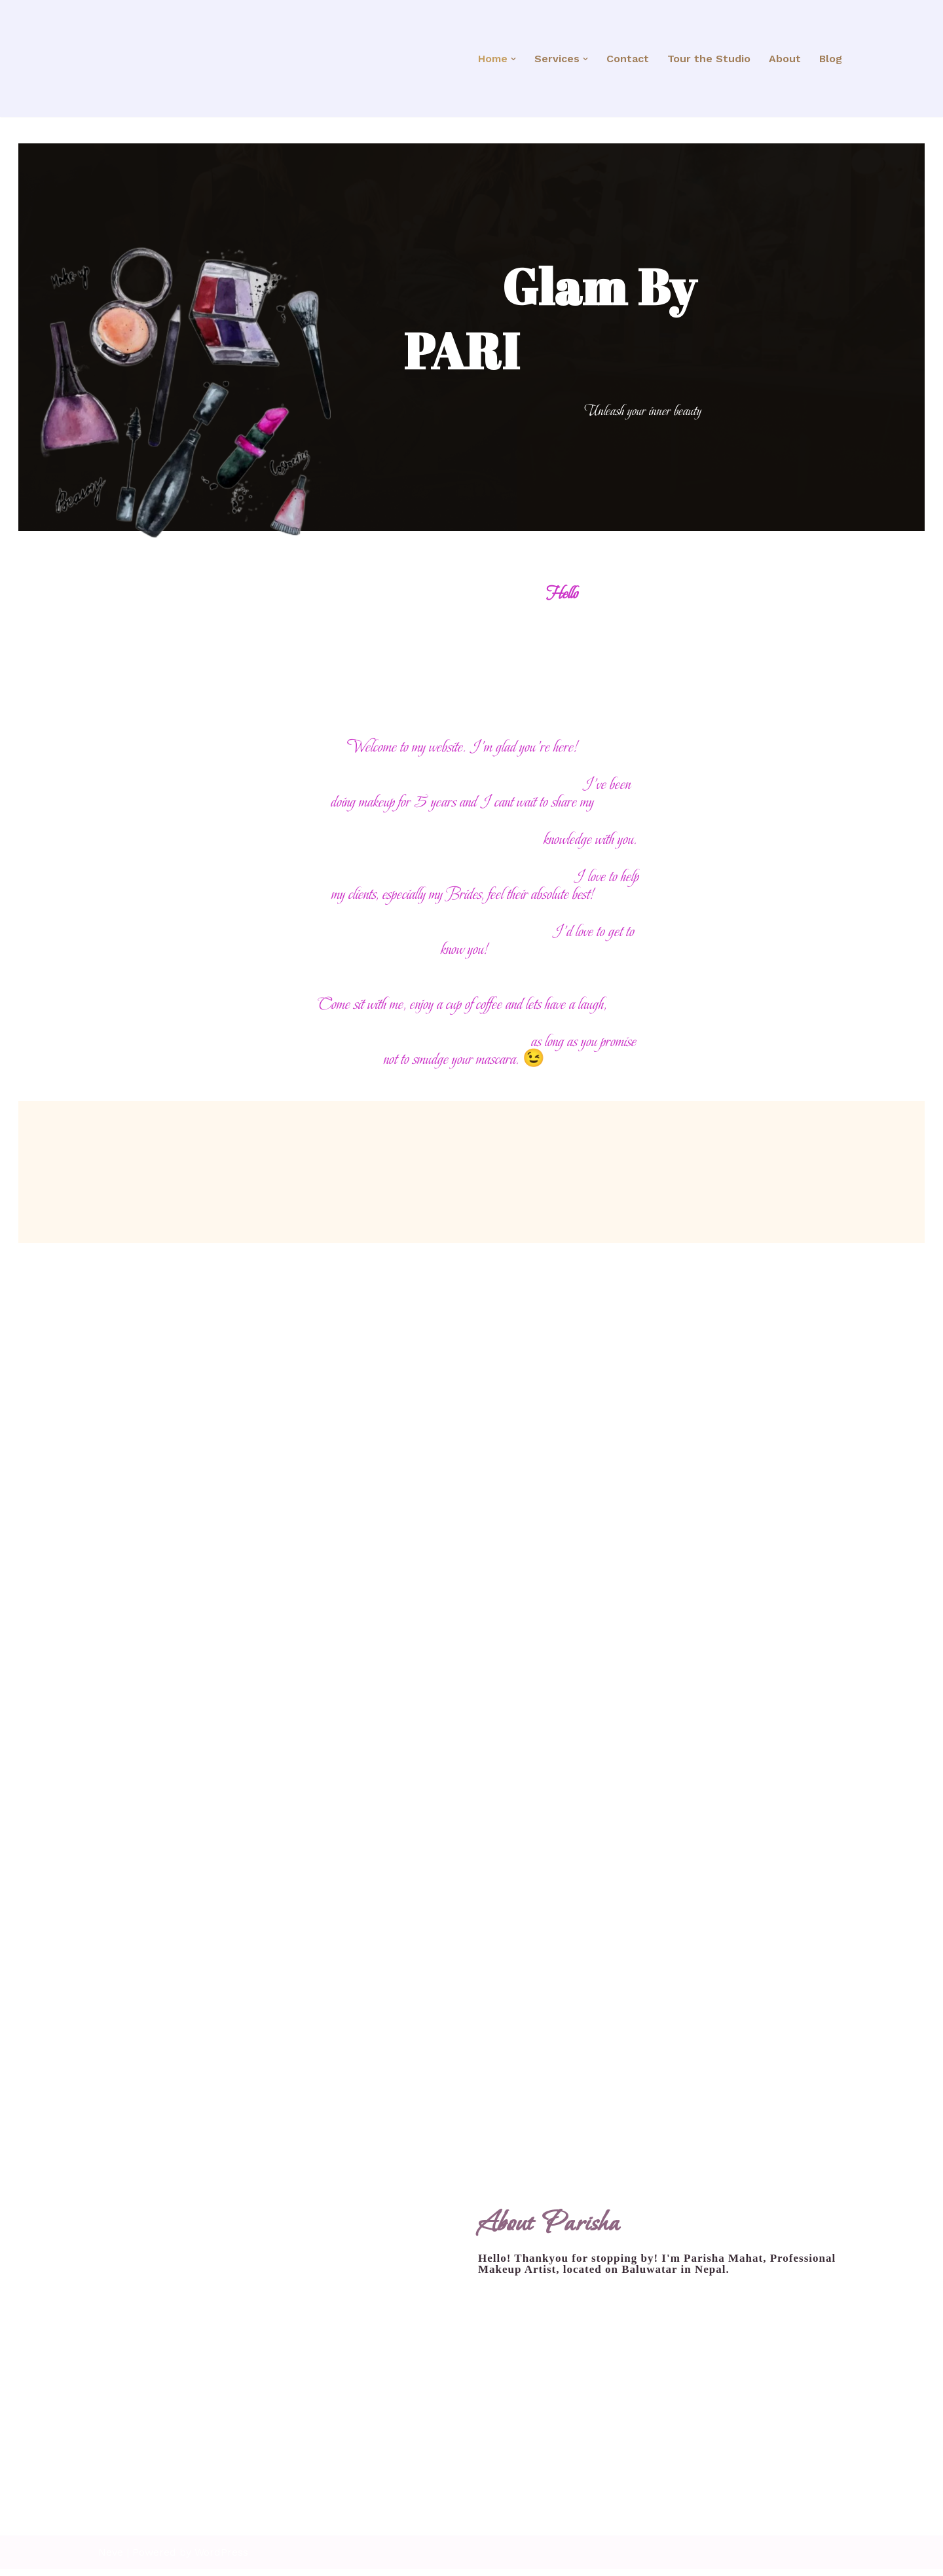 Home Services Contact Tour the Studio About Blog
Glam By
PARI
Unleash your inner beauty
Make up
Beauty
Cosmetics
Hello
Welcome to my website. I'm glad you're here!
I've been
doing makeup for 5 years and I cant wait to share my
knowledge with you.
I love to help
my clients, especially my Brides, feel their absolute best!
I'd love to get to
know you!
Come sit with me, enjoy a cup of coffee and lets have a laugh,
as long as you promise
not to smudge your mascara. 😉
About Parisha
Hello! Thankyou for stopping by! I'm Parisha Mahat, Professional
Makeup Artist, located on Baluwatar in Nepal.